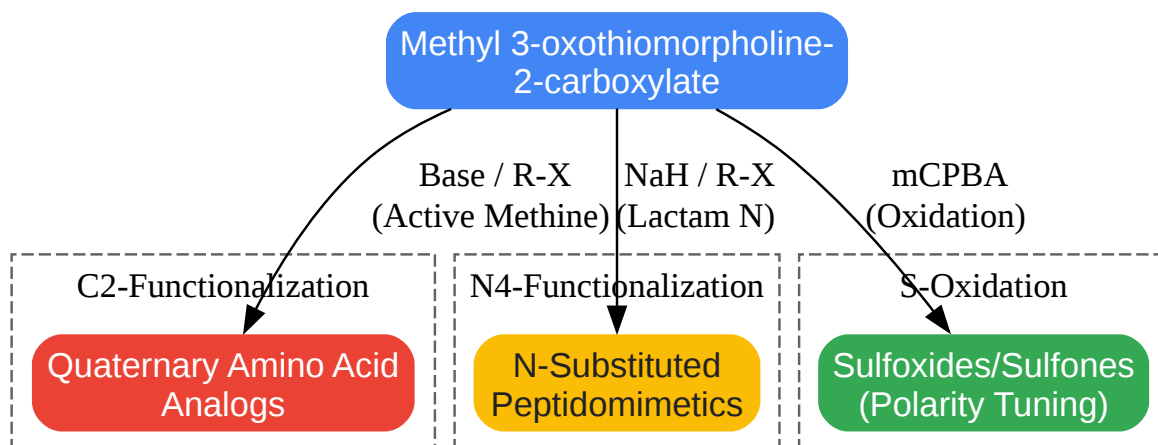 Methyl 3-oxothiomorpholine-
2-carboxylate
Base / R-X
(Active Methine)
NaH / R-X
(Lactam N)
mCPBA
(Oxidation)
C2-Functionalization
Quaternary Amino Acid
Analogs
N4-Functionalization
N-Substituted
Peptidomimetics
S-Oxidation
Sulfoxides/Sulfones
(Polarity Tuning)